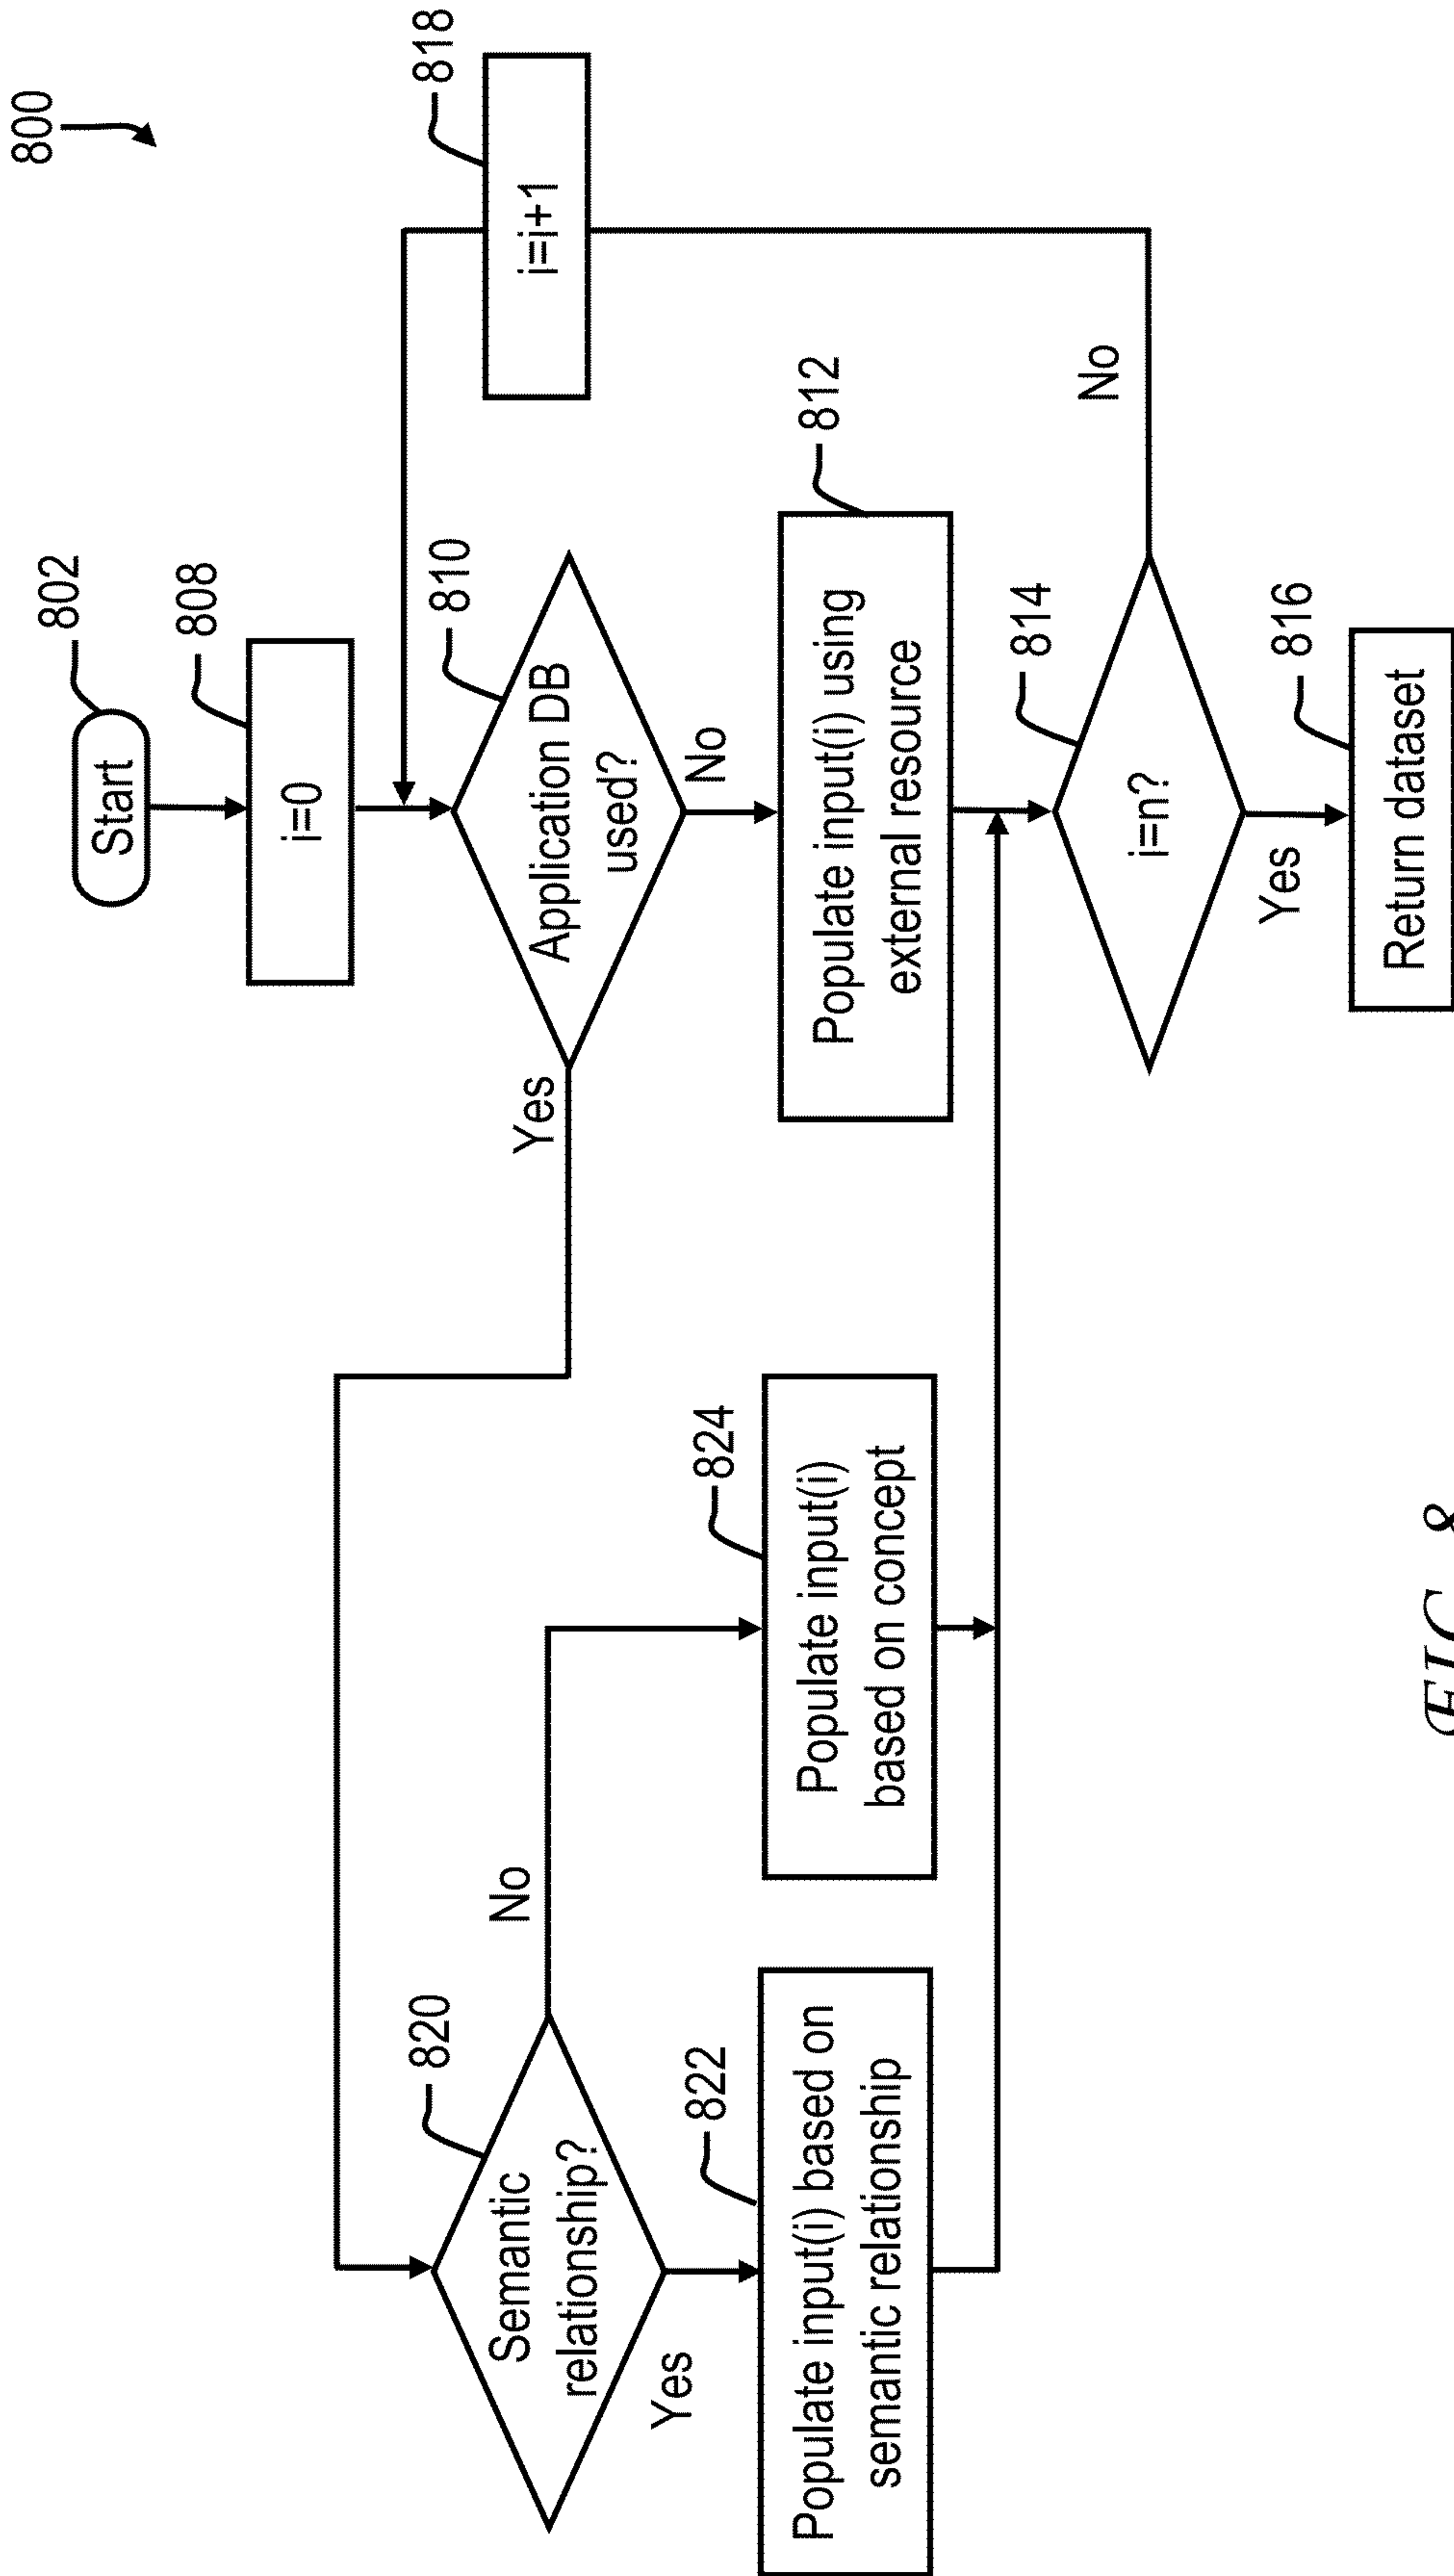 800
Start
802
i=0
808
818
i=i+1
Application DB
used?
810
Yes
No
Semantic
relationship?
820
No
Yes
Populate input(i) based on
semantic relationship
822
Populate input(i)
based on concept
824
Populate input(i) using
external resource
812
i=n?
814
No
Yes
Return dataset
816
FIG. 8